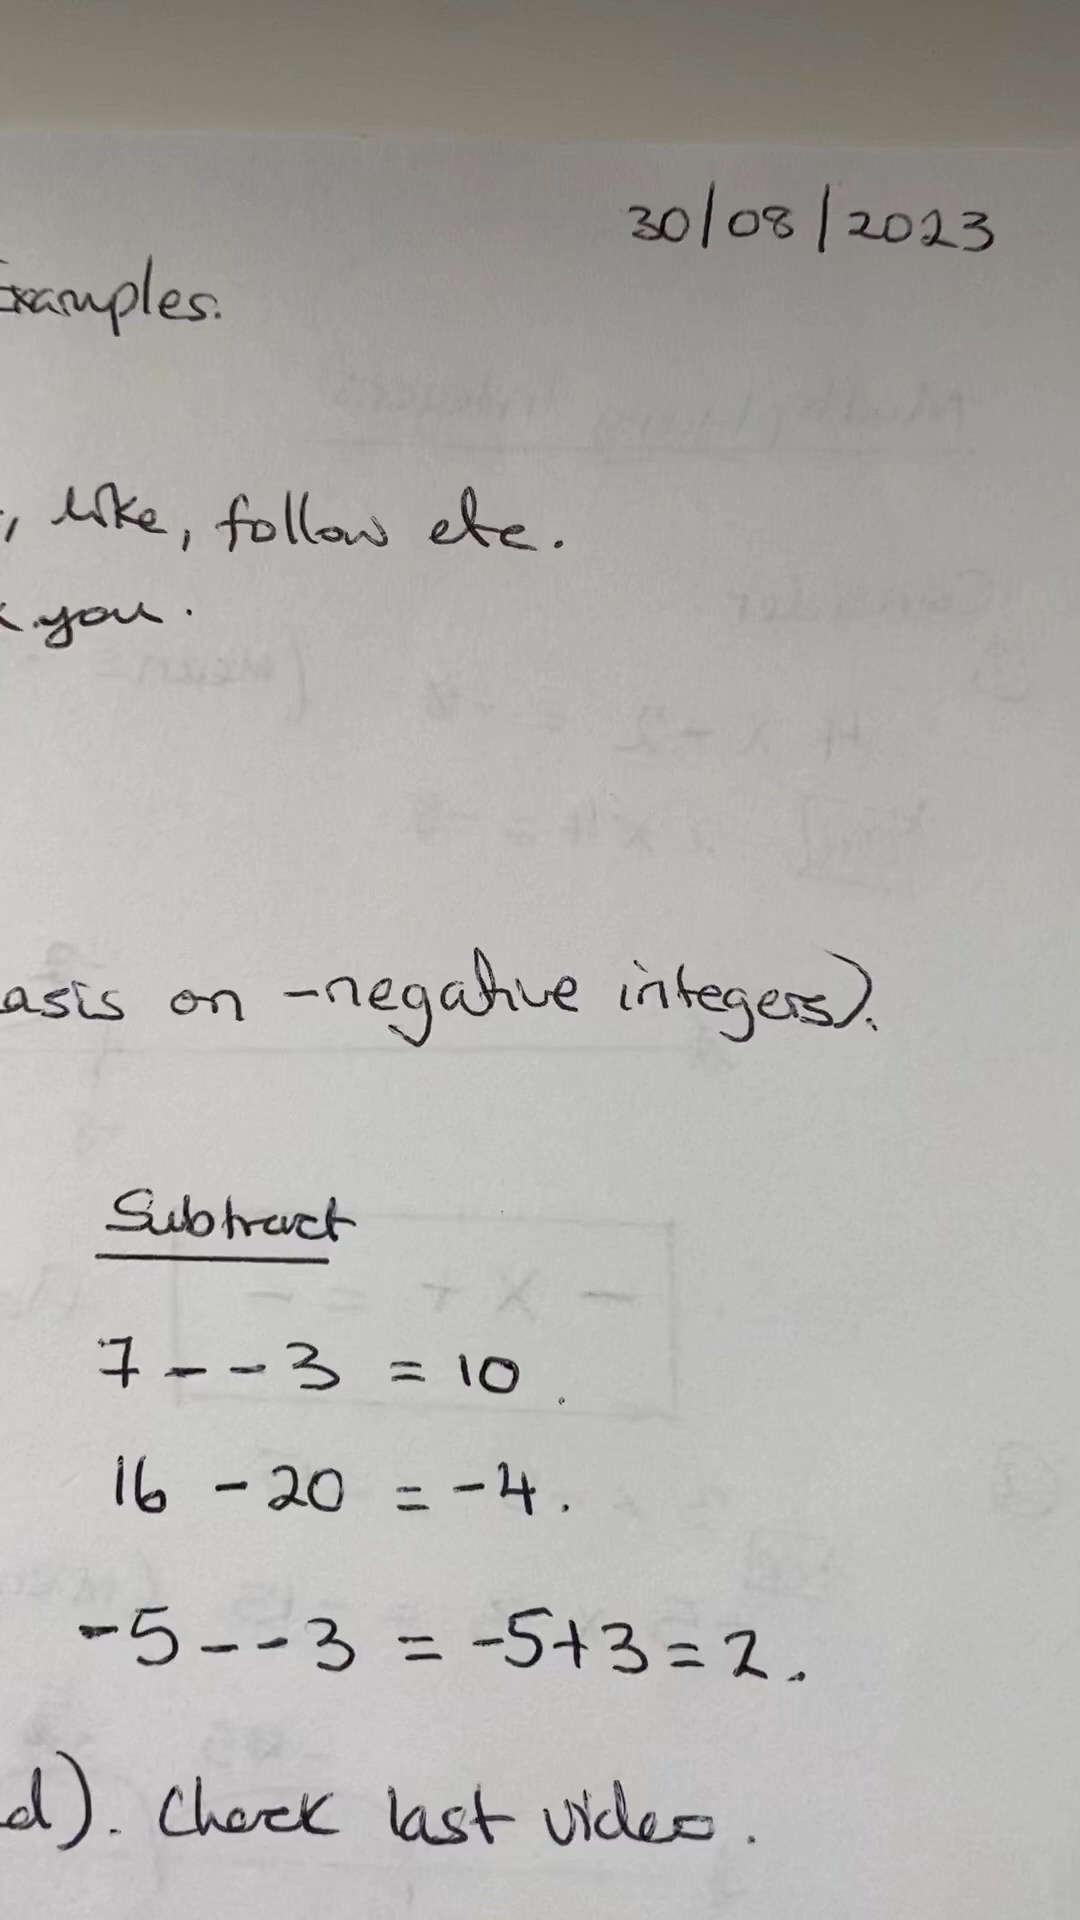 30/08/2023
Examples.
, like, follow etc.
you.
asis on -negative integers).
Subtract
7 - - 3 = 10.
16 - 20 = -4.
-5 - - 3 = -5+3 = 2.
d). Check last video.